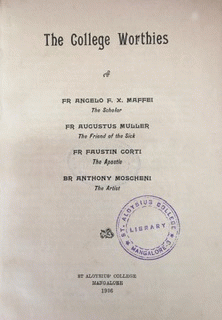 The College Worthies
FR ANGELO F. X. MAFFEI
The Scholar
FR AUGUSTUS MULLER
The Friend of the Sick
FR FAUSTIN CORTI
The Apostle
BR ANTHONY MOSCHENI
The Artist
ST. ALOYSIUS COLLEGE
LIBRARY
MANGALORE-3
ST ALOYSIUS COLLEGE
MANGALORE